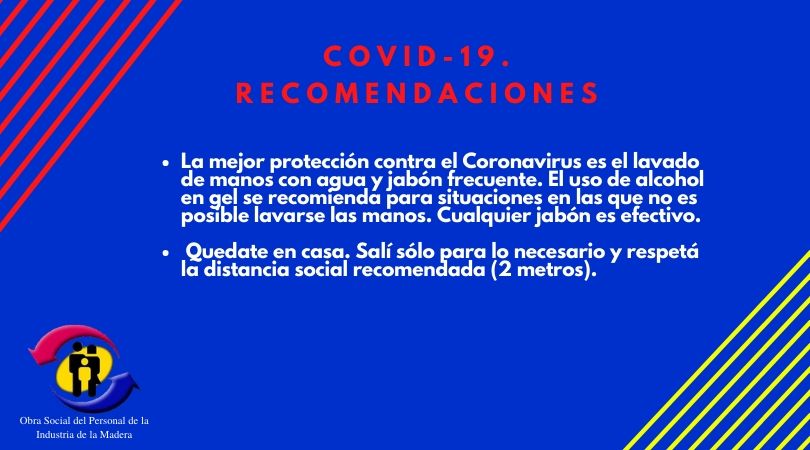 COVID-19.
RECOMENDACIONES
• La mejor protección contra el Coronavirus es el lavado
de manos con agua y jabón frecuente. El uso de alcohol
en gel se recomienda para situaciones en las que no es
posible lavarse las manos. Cualquier jabón es efectivo.
• Quedate en casa. Salí sólo para lo necesario y respetá
la distancia social recomendada (2 metros).
Obra Social del Personal de la
Industria de la Madera